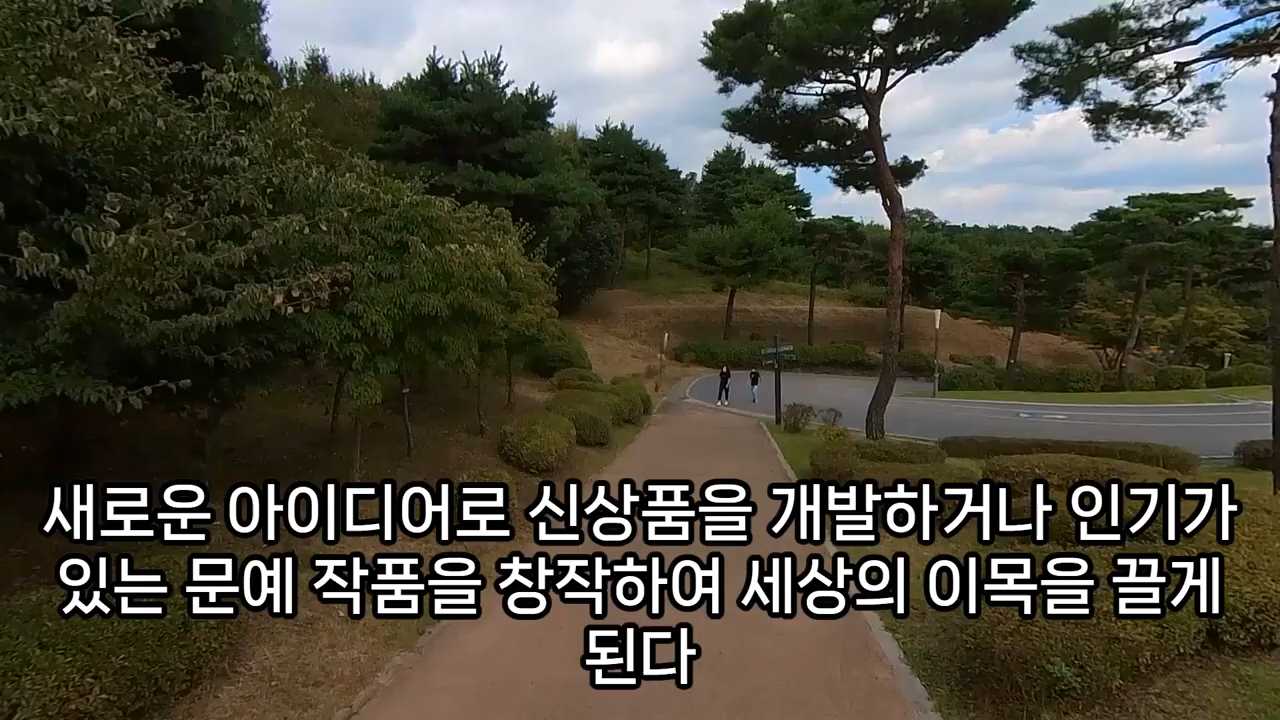 새로운 아이디어로 신상품을 개발하거나 인기가
있는 문예 작품을 창작하여 세상의 이목을 끌게
된다